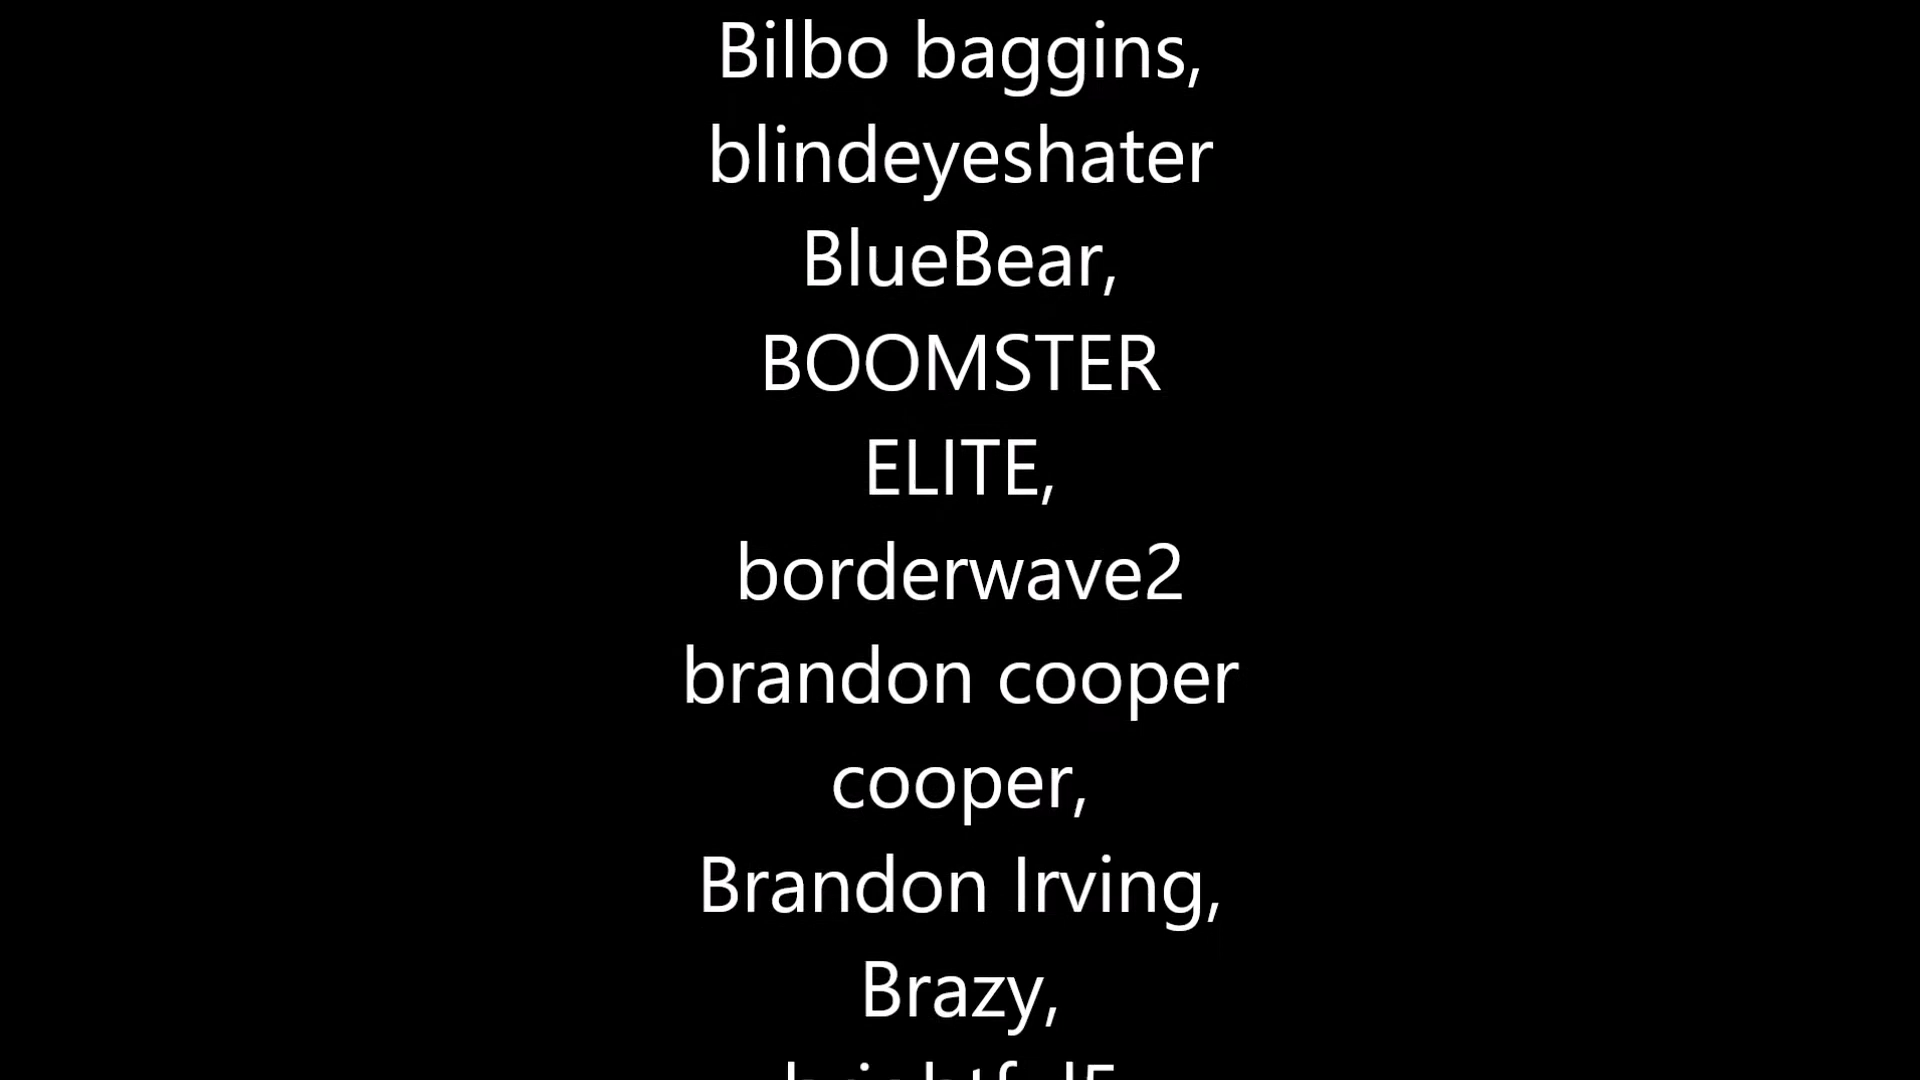 Bilbo baggins,
blindeyeshater
BlueBear,
BOOMSTER
ELITE,
borderwave2
brandon cooper
cooper,
Brandon Irving,
Brazy,